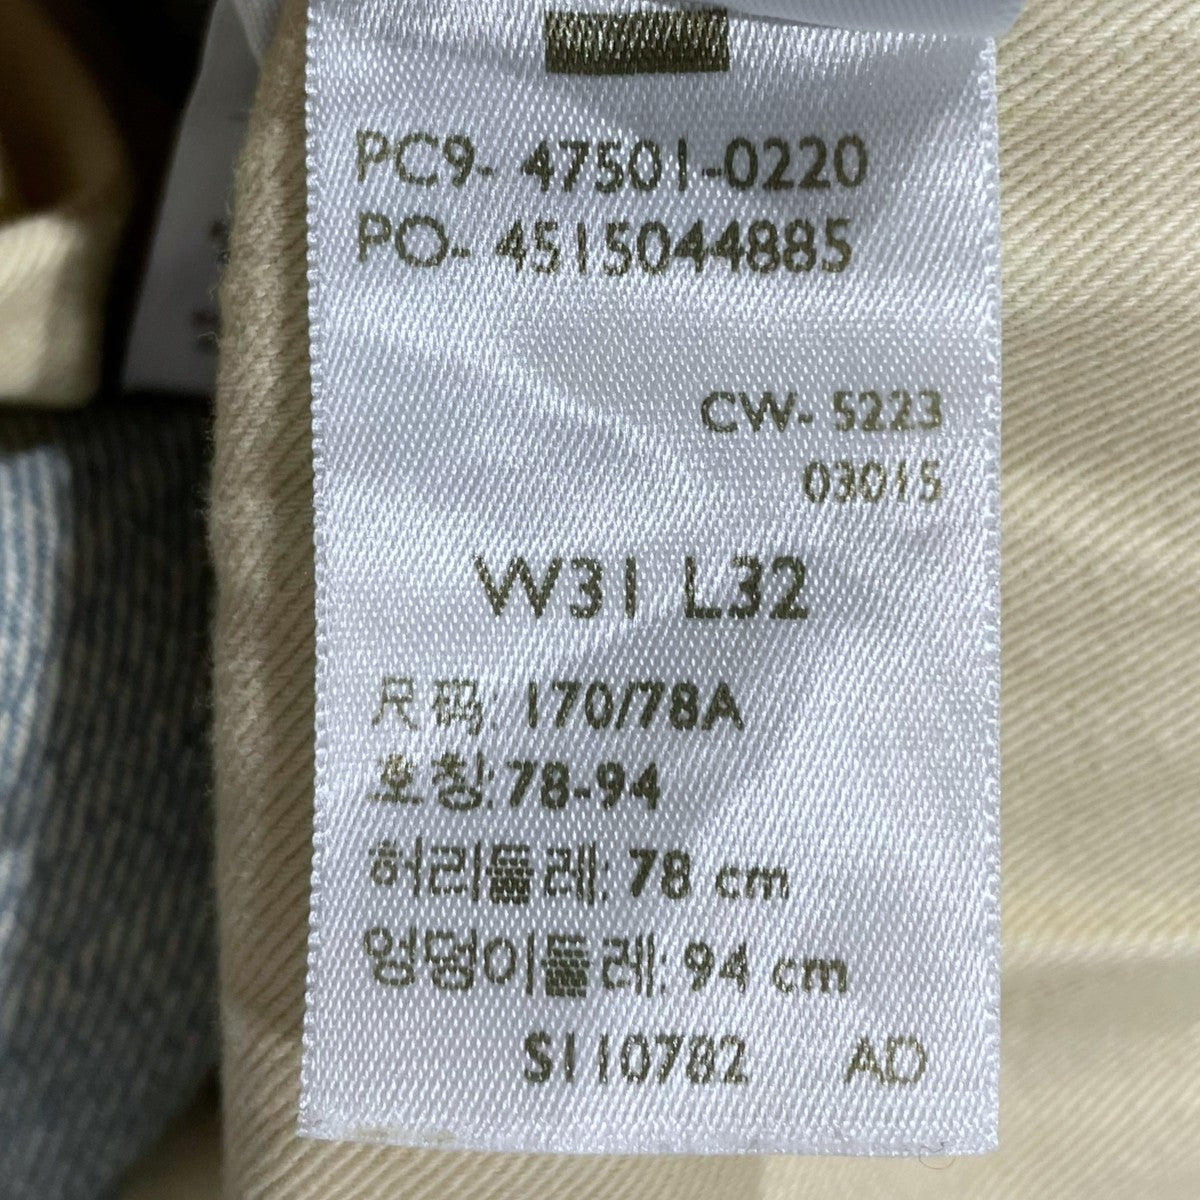 PC9- 47501-0220
PO- 4515044885
CW- 5223
03015
W31 L32
尺码: 170/78A
호칭: 78-94
허리둘레: 78 cm
엉덩이둘레: 94 cm
S110782 AD